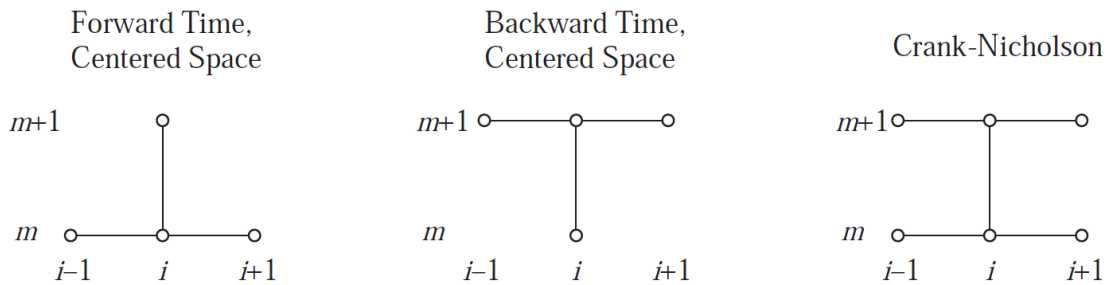 Forward Time,
Centered Space
m+1
m
i–1 i i+1
Backward Time,
Centered Space
m+1
m
i–1 i i+1
Crank-Nicholson
m+1
m
i–1 i i+1